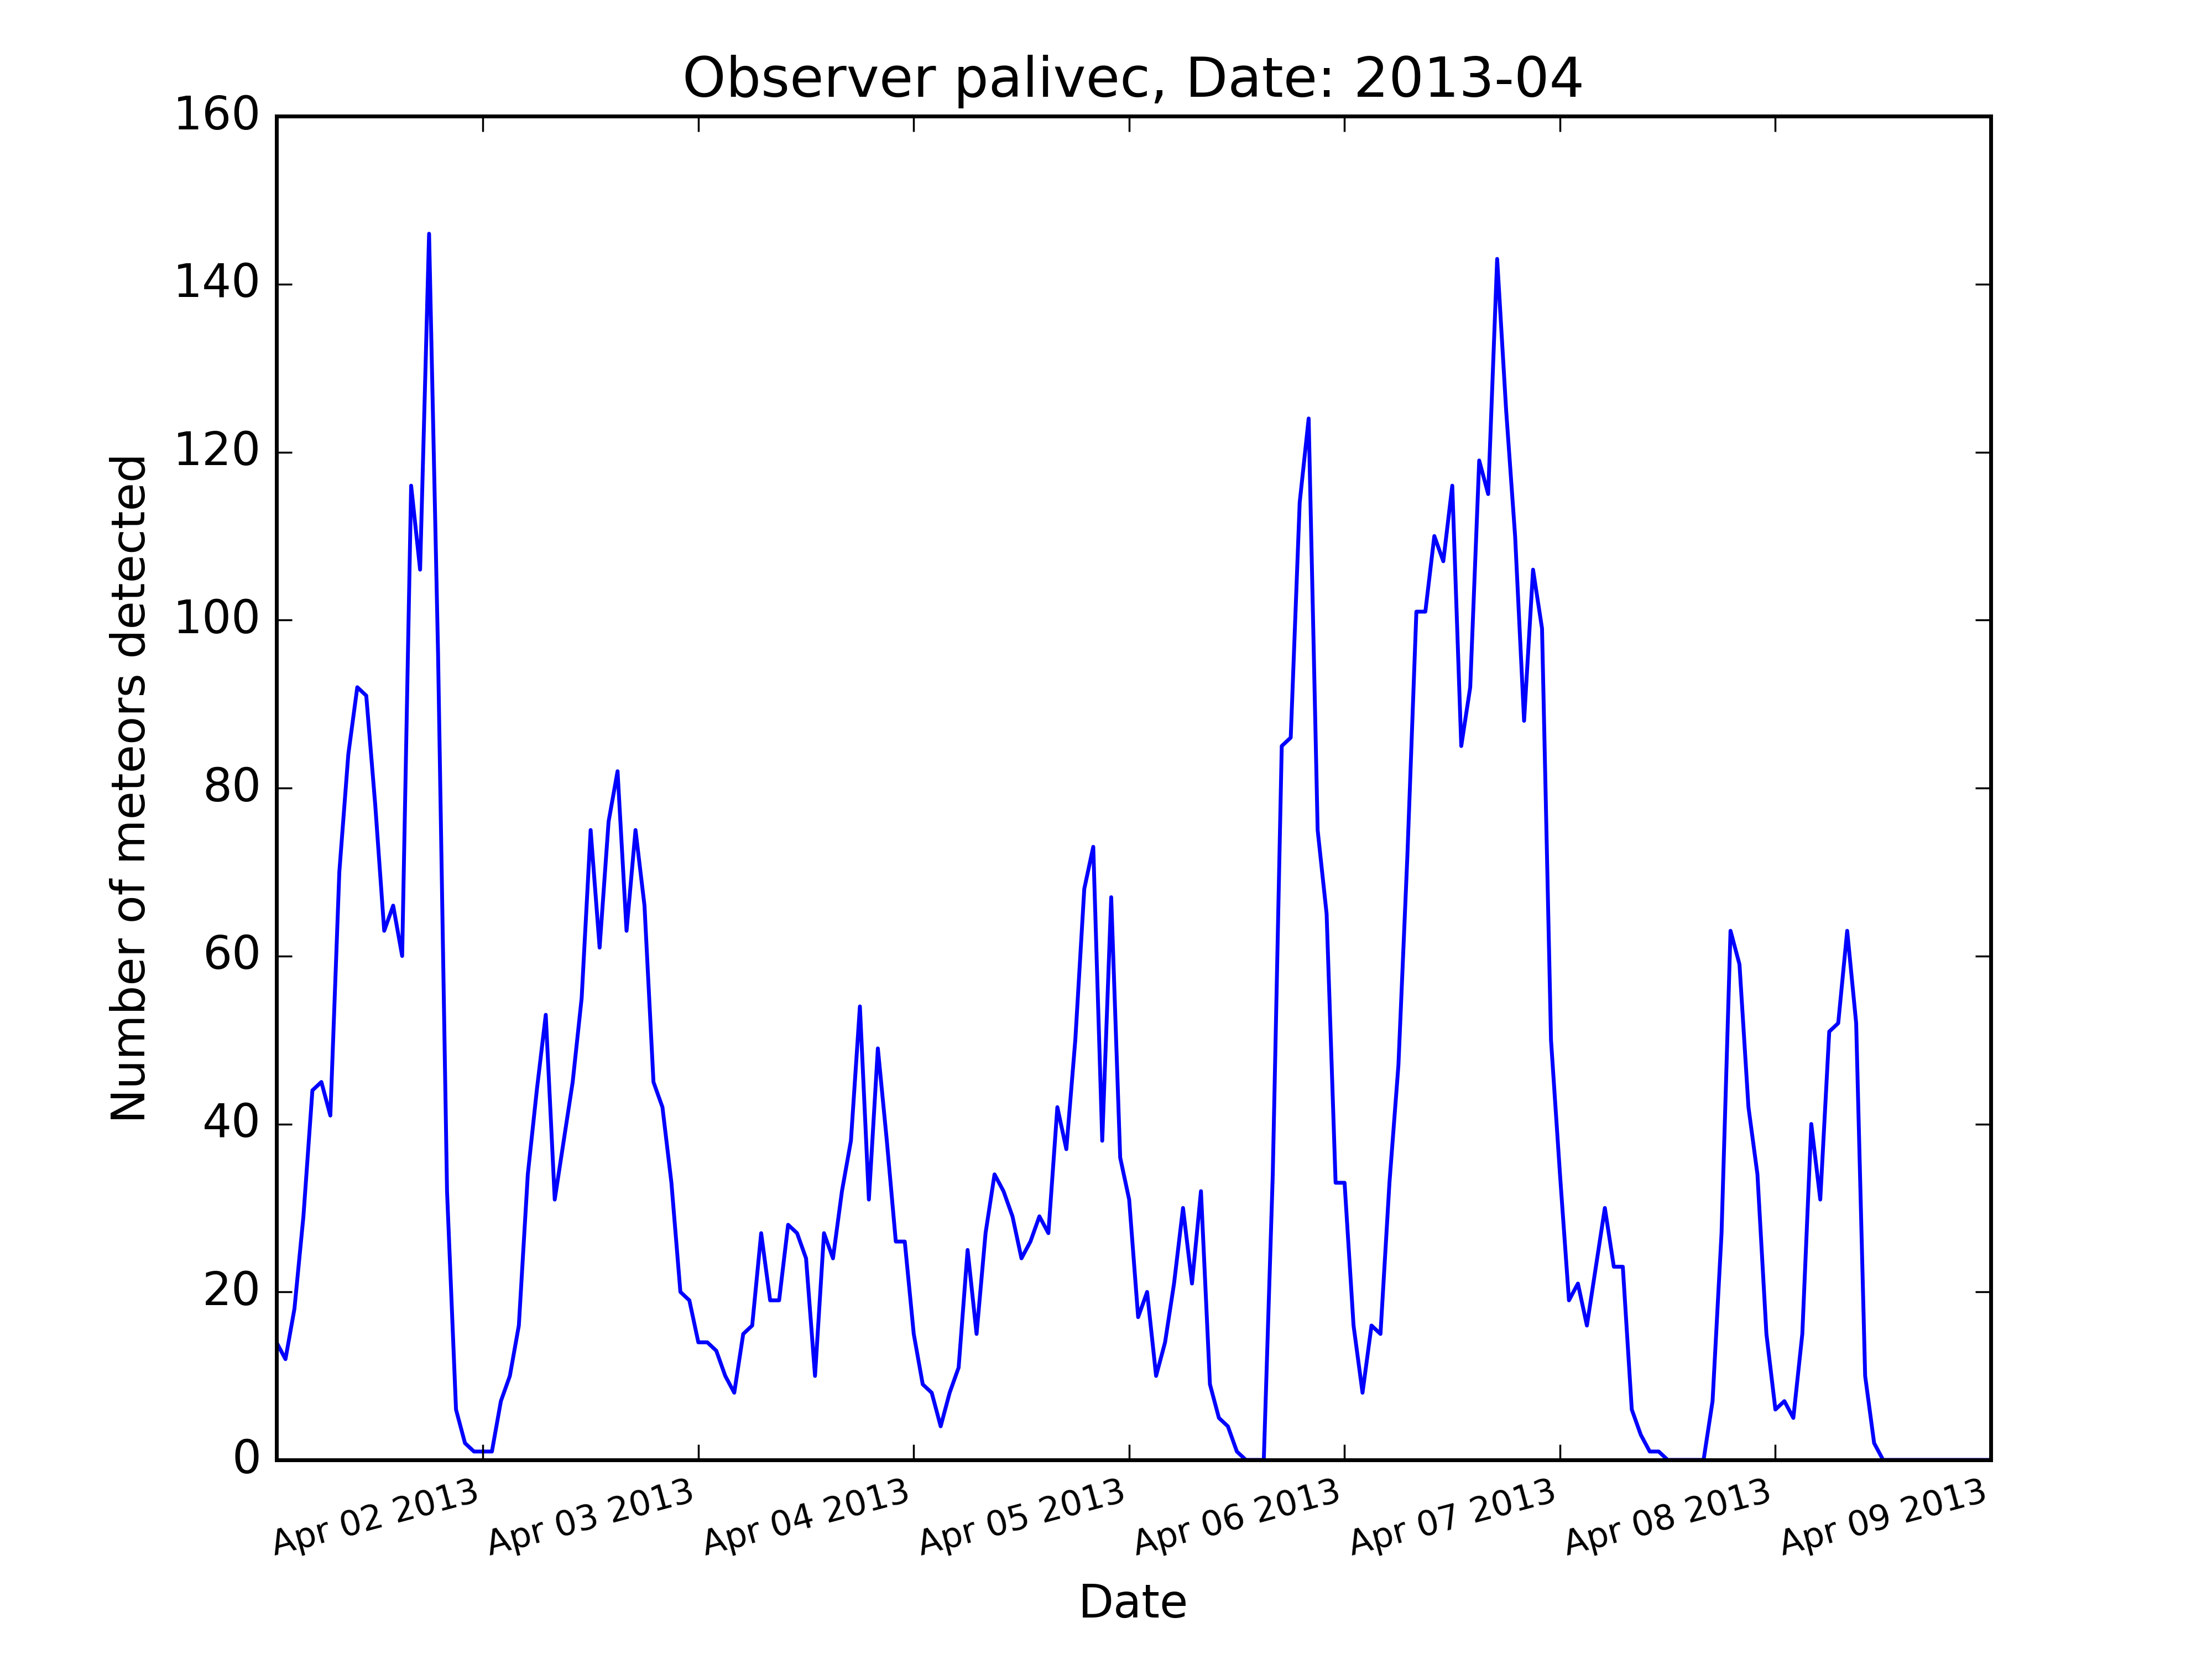 Observer palivec, Date: 2013-04
160
140
120
100
80
60
40
20
0
Number of meteors detected
Apr 02 2013
Apr 03 2013
Apr 04 2013
Apr 05 2013
Apr 06 2013
Apr 07 2013
Apr 08 2013
Apr 09 2013
Date